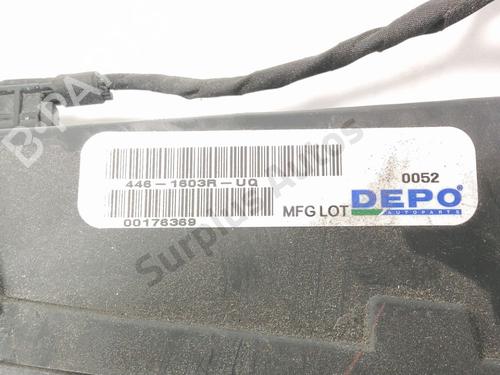 446-1603R-UQ
0052
00176369
MFG LOT DEPO®
AUTOPARTS
B-Parts
Surplus Autos